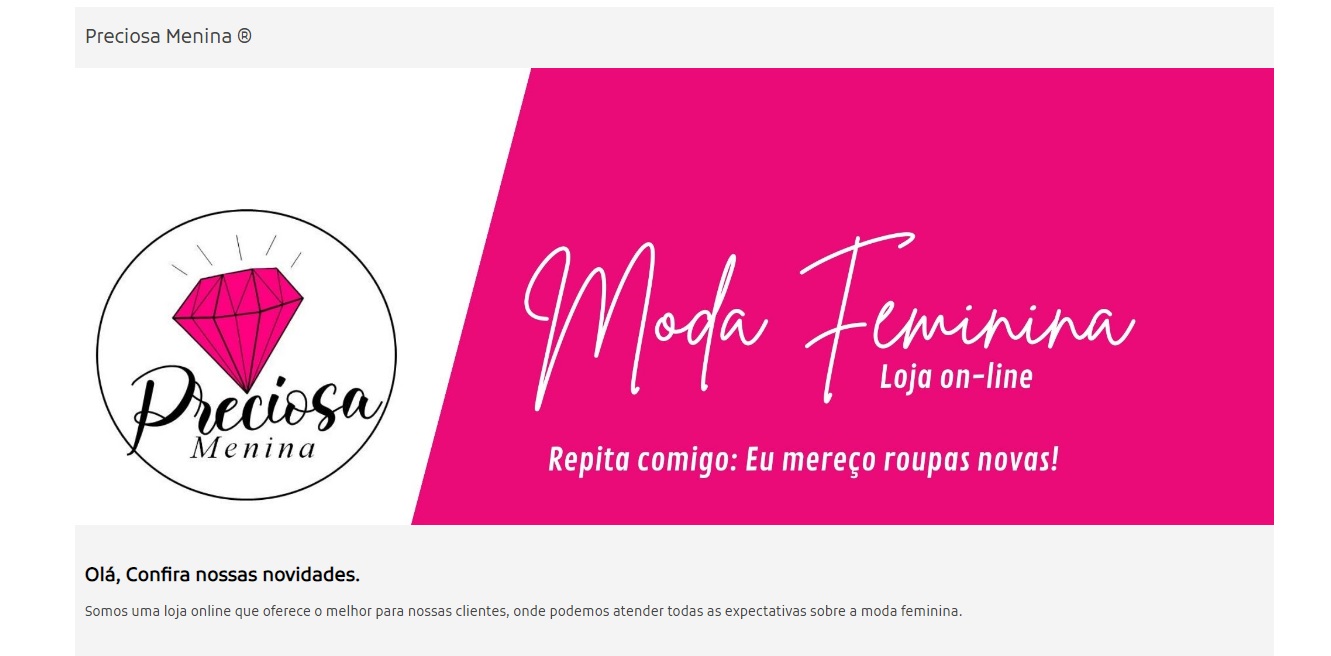 Preciosa Menina ®
Preciosa
Menina
Moda Feminina
Loja on-line
Repita comigo: Eu mereço roupas novas!
Olá, Confira nossas novidades.
Somos uma loja online que oferece o melhor para nossas clientes, onde podemos atender todas as expectativas sobre a moda feminina.